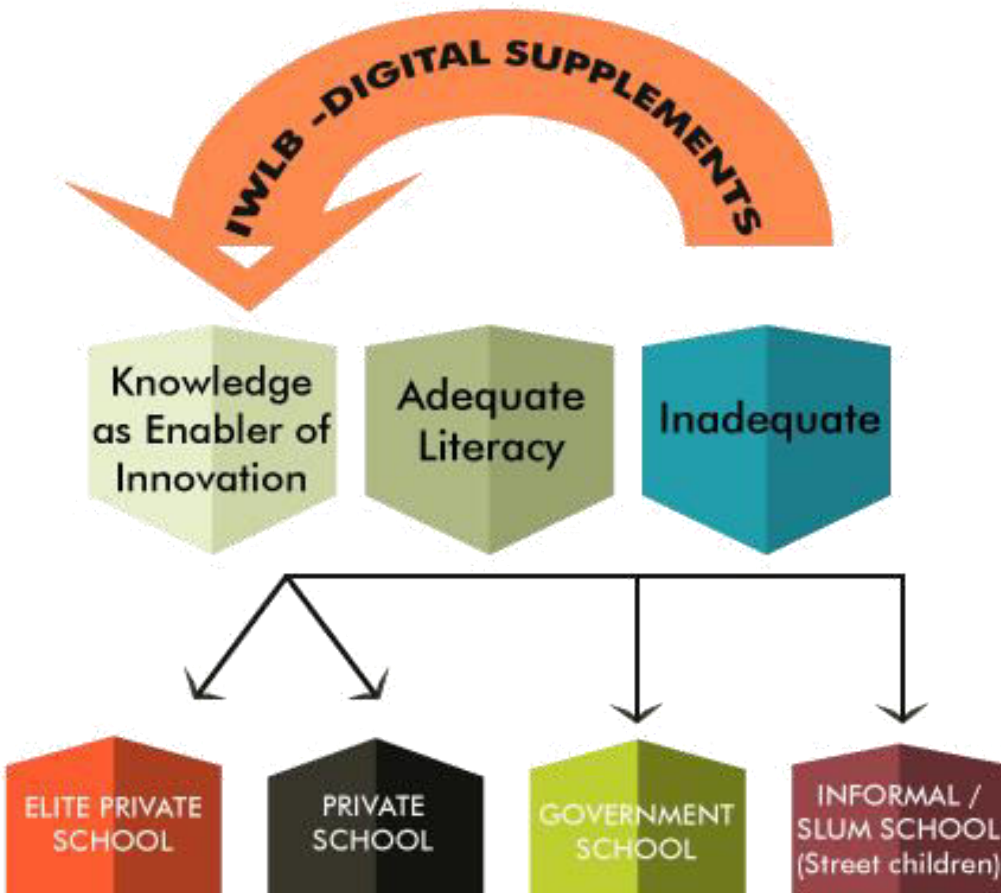 IWLB -DIGITAL SUPPLEMENTS
Knowledge
as Enabler of
Innovation
Adequate
Literacy
Inadequate
ELITE PRIVATE
SCHOOL
PRIVATE
SCHOOL
GOVERNMENT
SCHOOL
INFORMAL /
SLUM SCHOOL
(Street children)